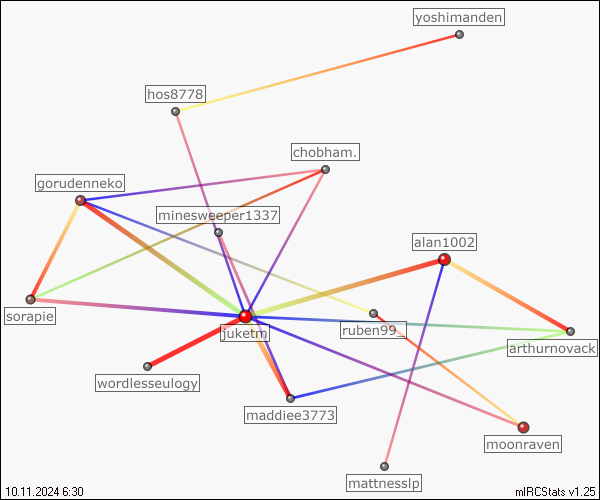 yoshimanden
hos8778
chobham.
gorudenneko
minesweeper1337
alan1002
sorapie
juketm
ruben99_
arthurnovack
wordlesseulogy
maddiee3773
moonraven
mattnesslp
10.11.2024 6:30
mIRCStats v1.25